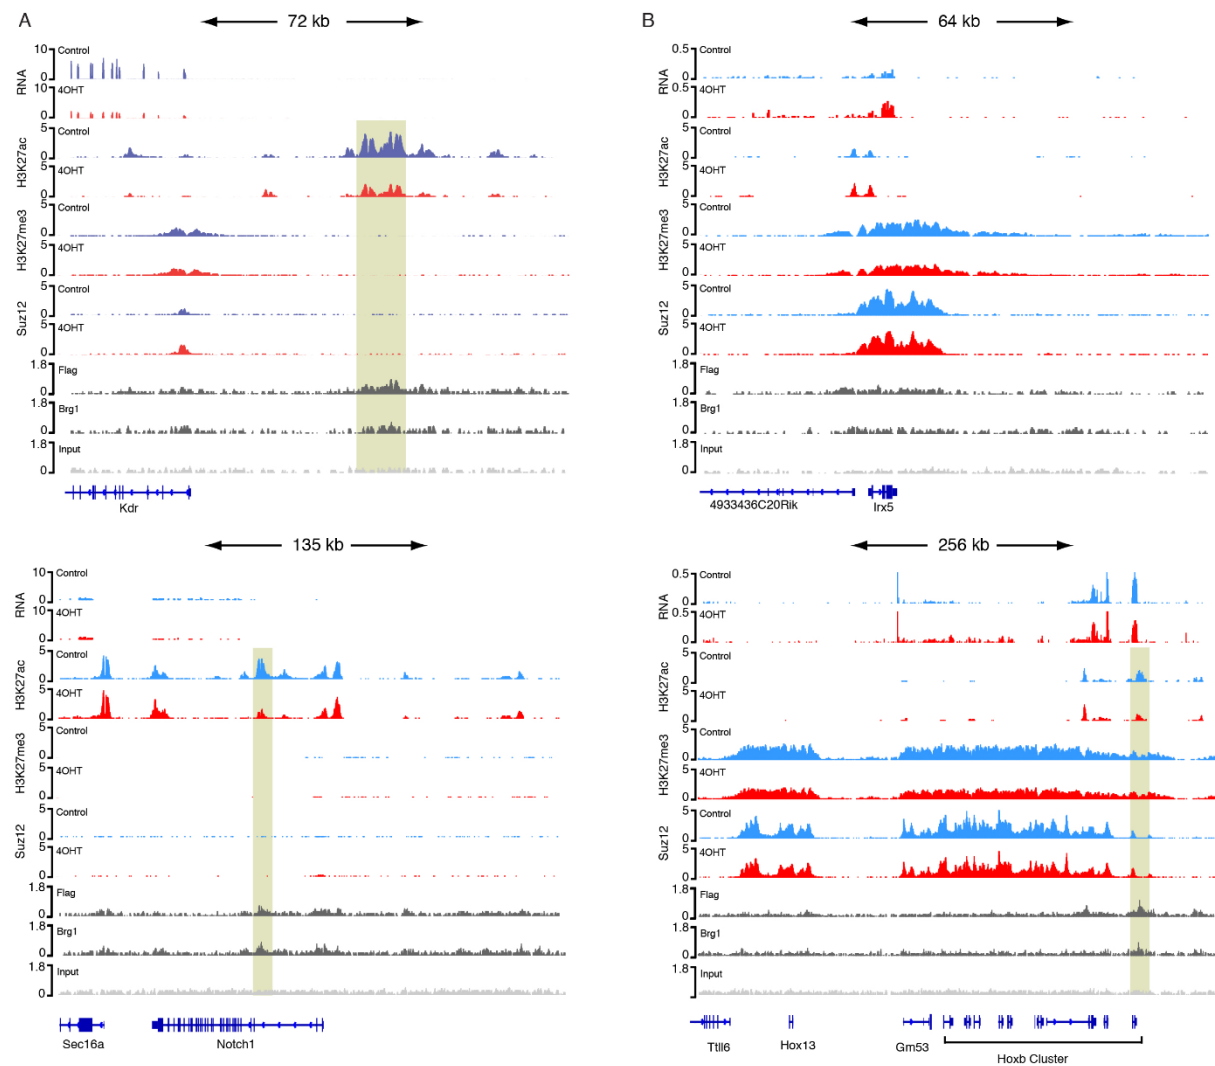 A
72 kb
RNA
10
0
Control
10
0
4OHT
H3K27ac
5
0
Control
5
0
4OHT
H3K27me3
5
0
Control
5
0
4OHT
Suz12
5
0
Control
5
0
4OHT
1.8
0
Flag
1.8
0
Brg1
1.8
0
Input
Kdr
B
64 kb
RNA
0.5
0
Control
0.5
0
4OHT
H3K27ac
5
0
Control
5
0
4OHT
H3K27me3
5
0
Control
5
0
4OHT
Suz12
5
0
Control
5
0
4OHT
1.8
0
Flag
1.8
0
Brg1
1.8
0
Input
4933436C20Rik
Irx5
135 kb
RNA
10
0
Control
10
0
4OHT
H3K27ac
5
0
Control
5
0
4OHT
H3K27me3
5
0
Control
5
0
4OHT
Suz12
5
0
Control
5
0
4OHT
1.8
0
Flag
1.8
0
Brg1
1.8
0
Input
Sec16a
Notch1
256 kb
RNA
0.5
0
Control
0.5
0
4OHT
H3K27ac
5
0
Control
5
0
4OHT
H3K27me3
5
0
Control
5
0
4OHT
Suz12
5
0
Control
5
0
4OHT
1.8
0
Flag
1.8
0
Brg1
1.8
0
Input
Ttll6
Hox13
Gm53
Hoxb Cluster